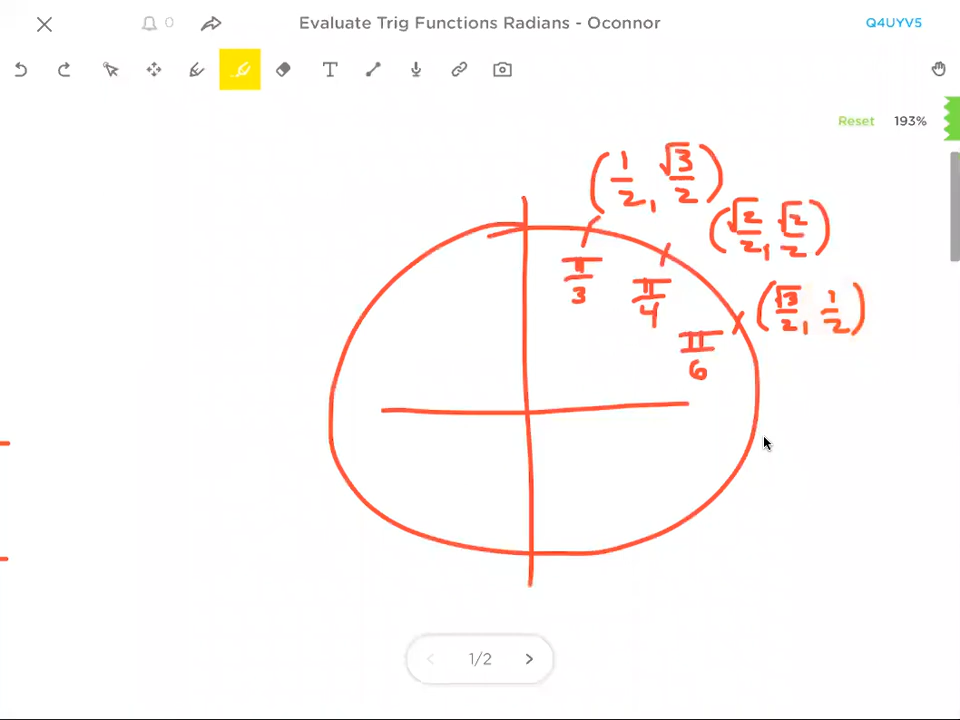 0
Evaluate Trig Functions Radians - Oconnor
Q4UYV5
T
Reset 193%
(1/2, √3/2)
(√2/2, √2/2)
π/3
π/4
(√3/2, 1/2)
π/6
1/2